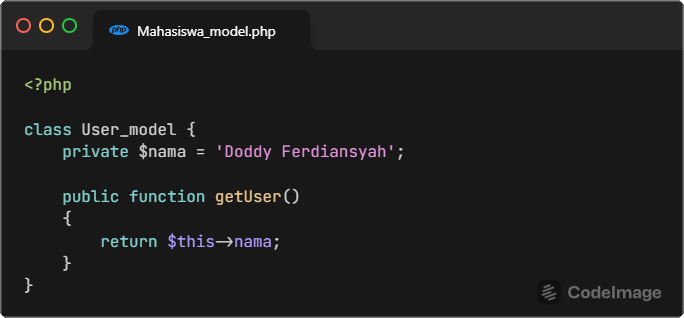 php Mahasiswa_model.php
<?php
class User_model {
    private $nama = 'Doddy Ferdiansyah';
    public function getUser()
    {
        return $this->nama;
    }
}
CodeImage